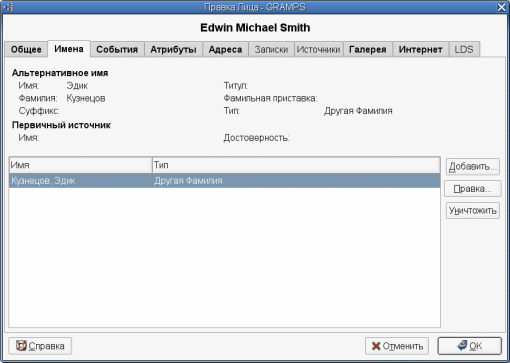 Правка Лица - GRAMPS
Edwin Michael Smith
Общее Имена События Атрибуты Адреса Записки Источники Галерея Интернет LDS
Альтернативное имя
Имя: Эдик Титул:
Фамилия: Кузнецов Фамильная приставка:
Суффикс: Тип: Другая Фамилия
Первичный источник
Имя: Достоверность:
Имя Тип
Добавить...
Кузнецов, Эдик Другая Фамилия
Правка...
Уничтожить
Справка Отменить OK